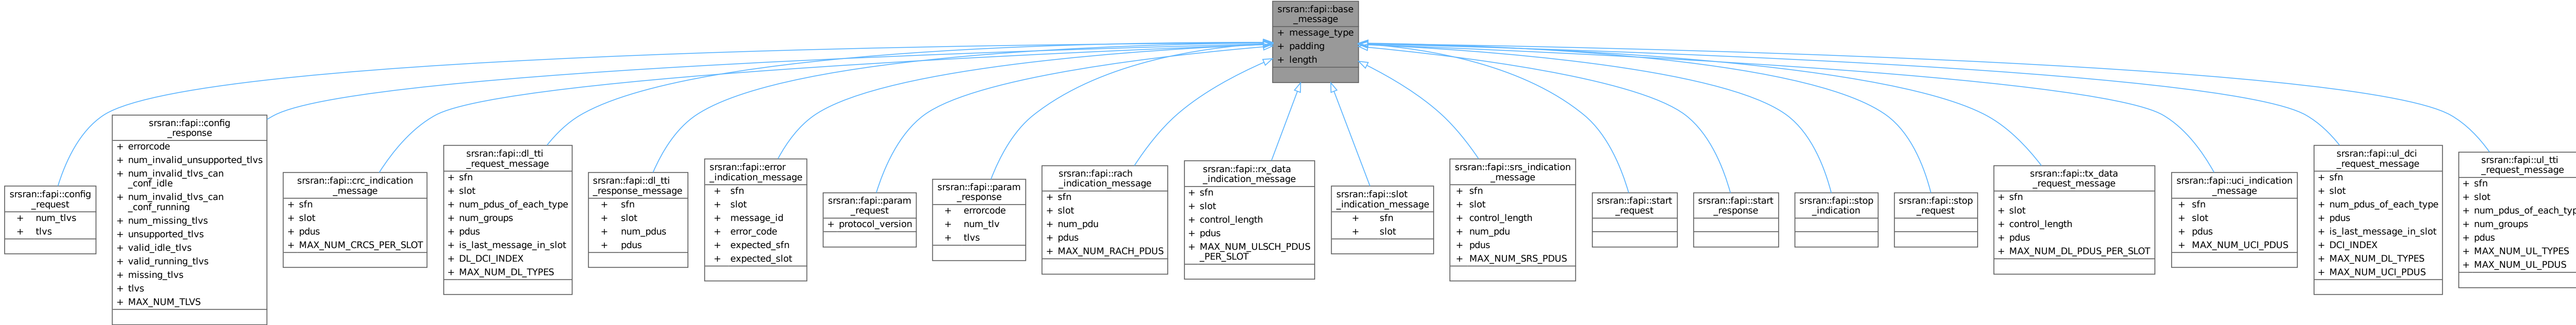 srsran::fapi::base
_message
+ message_type
+ padding
+ length
srsran::fapi::config
_request
+ num_tlvs
+ tlvs
srsran::fapi::config
_response
+ errorcode
+ num_invalid_unsupported_tlvs
+ num_invalid_tlvs_can
_conf_idle
+ num_invalid_tlvs_can
_conf_running
+ num_missing_tlvs
+ unsupported_tlvs
+ valid_idle_tlvs
+ valid_running_tlvs
+ missing_tlvs
+ tlvs
+ MAX_NUM_TLVS
srsran::fapi::crc_indication
_message
+ sfn
+ slot
+ pdus
+ MAX_NUM_CRCS_PER_SLOT
srsran::fapi::dl_tti
_request_message
+ sfn
+ slot
+ num_pdus_of_each_type
+ num_groups
+ pdus
+ is_last_message_in_slot
+ DL_DCI_INDEX
+ MAX_NUM_DL_TYPES
srsran::fapi::dl_tti
_response_message
+ sfn
+ slot
+ num_pdus
+ pdus
srsran::fapi::error
_indication_message
+ sfn
+ slot
+ message_id
+ error_code
+ expected_sfn
+ expected_slot
srsran::fapi::param
_request
+ protocol_version
srsran::fapi::param
_response
+ errorcode
+ num_tlv
+ tlvs
srsran::fapi::rach
_indication_message
+ sfn
+ slot
+ num_pdu
+ pdus
+ MAX_NUM_RACH_PDUS
srsran::fapi::rx_data
_indication_message
+ sfn
+ slot
+ control_length
+ pdus
+ MAX_NUM_ULSCH_PDUS
_PER_SLOT
srsran::fapi::slot
_indication_message
+ sfn
+ slot
srsran::fapi::srs_indication
_message
+ sfn
+ slot
+ control_length
+ num_pdu
+ pdus
+ MAX_NUM_SRS_PDUS
srsran::fapi::start
_request
srsran::fapi::start
_response
srsran::fapi::stop
_indication
srsran::fapi::stop
_request
srsran::fapi::tx_data
_request_message
+ sfn
+ slot
+ control_length
+ pdus
+ MAX_NUM_DL_PDUS_PER_SLOT
srsran::fapi::uci_indication
_message
+ sfn
+ slot
+ pdus
+ MAX_NUM_UCI_PDUS
srsran::fapi::ul_dci
_request_message
+ sfn
+ slot
+ num_pdus_of_each_type
+ pdus
+ is_last_message_in_slot
+ DCI_INDEX
+ MAX_NUM_DL_TYPES
+ MAX_NUM_UCI_PDUS
srsran::fapi::ul_tti
_request_message
+ sfn
+ slot
+ num_pdus_of_each_typ
+ num_groups
+ pdus
+ MAX_NUM_UL_TYPES
+ MAX_NUM_UL_PDUS